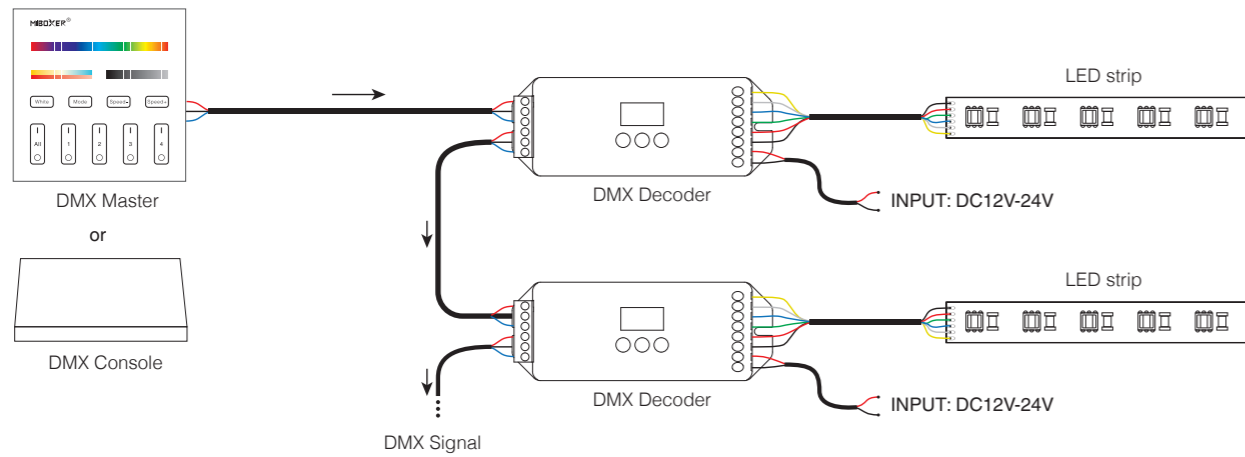 MiBOXER®
White Mode Speed- Speed+
All 1 2 3 4
DMX Master
or
DMX Console
DMX Decoder
LED strip
INPUT: DC12V-24V
DMX Decoder
LED strip
INPUT: DC12V-24V
DMX Signal